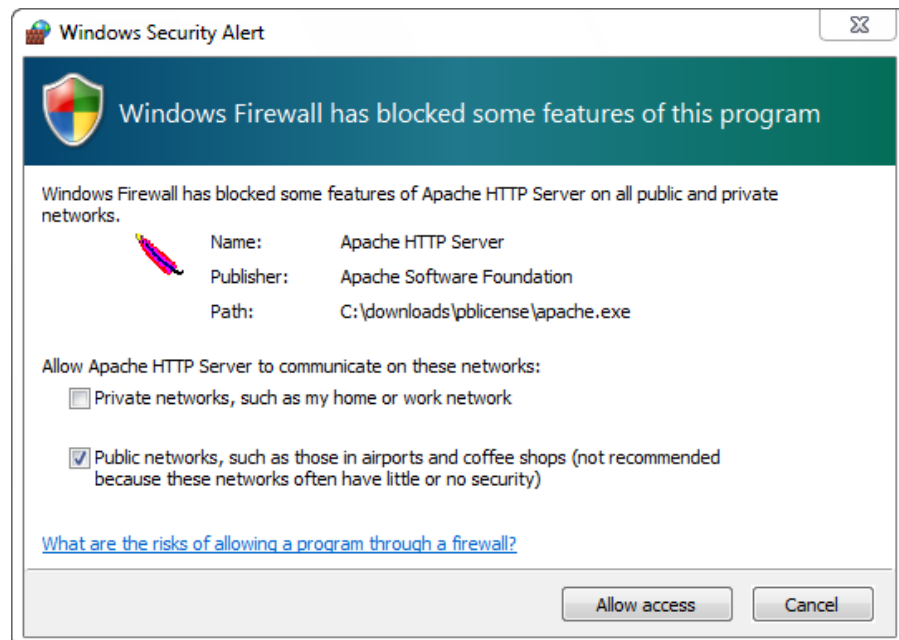 Windows Security Alert
Windows Firewall has blocked some features of this program
Windows Firewall has blocked some features of Apache HTTP Server on all public and private
networks.
Name: Apache HTTP Server
Publisher: Apache Software Foundation
Path: C:\downloads\pblicense\apache.exe
Allow Apache HTTP Server to communicate on these networks:
Private networks, such as my home or work network
Public networks, such as those in airports and coffee shops (not recommended
because these networks often have little or no security)
What are the risks of allowing a program through a firewall?
Allow access Cancel